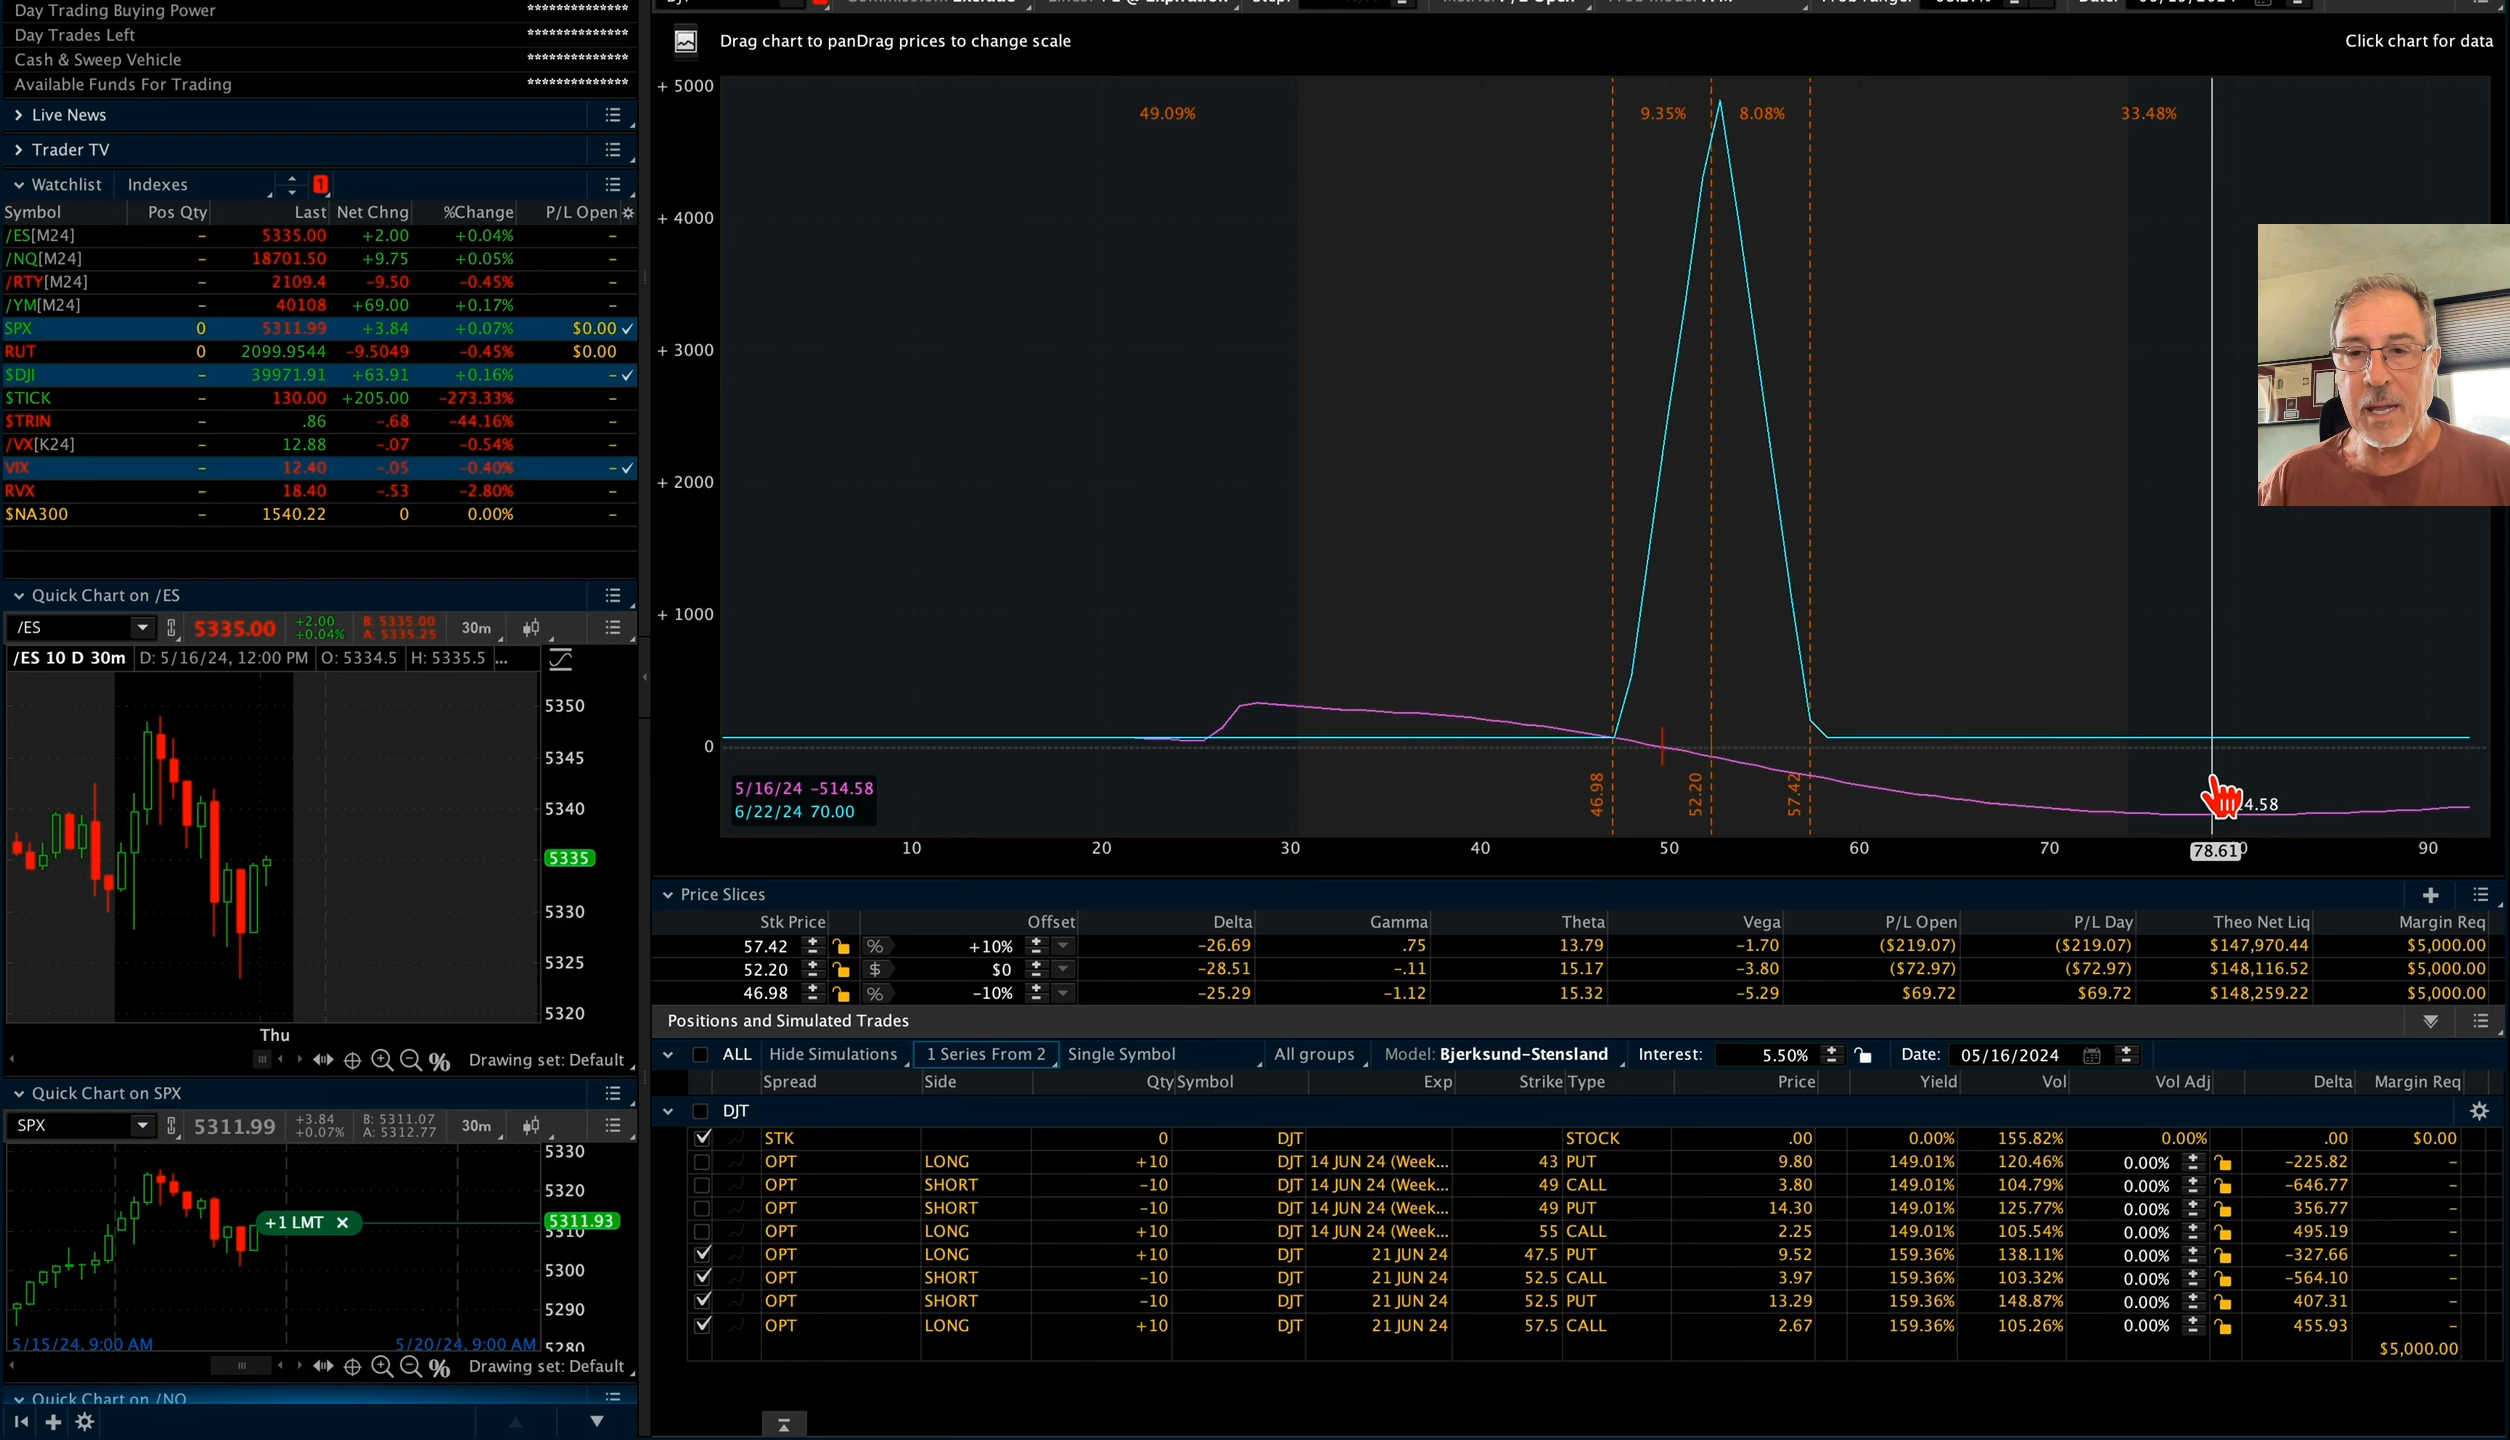 Day Trading Buying Power **************
Day Trades Left **************
Cash & Sweep Vehicle **************
Available Funds For Trading **************
Live News
Trader TV
Watchlist Indexes 1
Symbol Pos Qty Last Net Chng %Change P/L Open
/ES[M24] – 5335.00 +2.00 +0.04% –
/NQ[M24] – 18701.50 +9.75 +0.05% –
/RTY[M24] – 2109.4 -9.50 -0.45% –
/YM[M24] – 40108 +69.00 +0.17% –
SPX 0 5311.99 +3.84 +0.07% $0.00
RUT 0 2099.9544 -9.5049 -0.45% $0.00
$DJI – 39971.91 +63.91 +0.16% –
$TICK – 130.00 +205.00 -273.33% –
$TRIN – .86 -.68 -44.16% –
/VX[K24] – 12.88 -.07 -0.54% –
VIX – 12.40 -.05 -0.40% –
RVX – 18.40 -.53 -2.80% –
$NA300 – 1540.22 0 0.00% –
Quick Chart on /ES
/ES 5335.00 +2.00 +0.04% B: 5335.00 A: 5335.25 30m
/ES 10 D 30m D: 5/16/24, 12:00 PM O: 5334.5 H: 5335.5 ...
5350
5345
5340
5335
5330
5325
5320
Thu
% Drawing set: Default
Quick Chart on SPX
SPX 5311.99 +3.84 +0.07% B: 5311.07 A: 5312.77 30m
5330
5320
+1 LMT 5311.93
5310
5300
5290
5280
5/15/24, 9:00 AM 5/20/24, 9:00 AM
% Drawing set: Default
Quick Chart on /NQ
Drag chart to panDrag prices to change scale Click chart for data
+ 5000
49.09% 9.35% 8.08% 33.48%
+ 4000
+ 3000
+ 2000
+ 1000
0
5/16/24 -514.58
6/22/24 70.00
46.98 52.20 57.42
4.58
10 20 30 40 50 60 70 78.61 90
Price Slices
Stk Price Offset Delta Gamma Theta Vega P/L Open P/L Day Theo Net Liq Margin Req
57.42 % +10% -26.69 .75 13.79 -1.70 ($219.07) ($219.07) $147,970.44 $5,000.00
52.20 $ $0 -28.51 -.11 15.17 -3.80 ($72.97) ($72.97) $148,116.52 $5,000.00
46.98 % -10% -25.29 -1.12 15.32 -5.29 $69.72 $69.72 $148,259.22 $5,000.00
Positions and Simulated Trades
ALL Hide Simulations 1 Series From 2 Single Symbol All groups Model: Bjerksund-Stensland Interest: 5.50% Date: 05/16/2024
Spread Side Qty Symbol Exp Strike Type Price Yield Vol Vol Adj Delta Margin Req
DJT
STK 0 DJT STOCK .00 0.00% 155.82% 0.00% .00 $0.00
OPT LONG +10 DJT 14 JUN 24 (Week... 43 PUT 9.80 149.01% 120.46% 0.00% -225.82 –
OPT SHORT -10 DJT 14 JUN 24 (Week... 49 CALL 3.80 149.01% 104.79% 0.00% -646.77 –
OPT SHORT -10 DJT 14 JUN 24 (Week... 49 PUT 14.30 149.01% 125.77% 0.00% 356.77 –
OPT LONG +10 DJT 14 JUN 24 (Week... 55 CALL 2.25 149.01% 105.54% 0.00% 495.19 –
OPT LONG +10 DJT 21 JUN 24 47.5 PUT 9.52 159.36% 138.11% 0.00% -327.66 –
OPT SHORT -10 DJT 21 JUN 24 52.5 CALL 3.97 159.36% 103.32% 0.00% -564.10 –
OPT SHORT -10 DJT 21 JUN 24 52.5 PUT 13.29 159.36% 148.87% 0.00% 407.31 –
OPT LONG +10 DJT 21 JUN 24 57.5 CALL 2.67 159.36% 105.26% 0.00% 455.93 –
$5,000.00